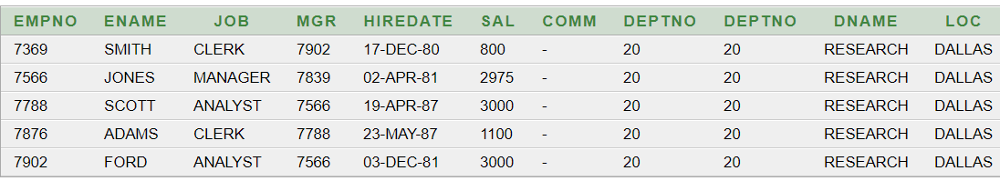 EMPNO ENAME JOB MGR HIREDATE SAL COMM DEPTNO DEPTNO DNAME LOC
7369 SMITH CLERK 7902 17-DEC-80 800 - 20 20 RESEARCH DALLAS
7566 JONES MANAGER 7839 02-APR-81 2975 - 20 20 RESEARCH DALLAS
7788 SCOTT ANALYST 7566 19-APR-87 3000 - 20 20 RESEARCH DALLAS
7876 ADAMS CLERK 7788 23-MAY-87 1100 - 20 20 RESEARCH DALLAS
7902 FORD ANALYST 7566 03-DEC-81 3000 - 20 20 RESEARCH DALLAS